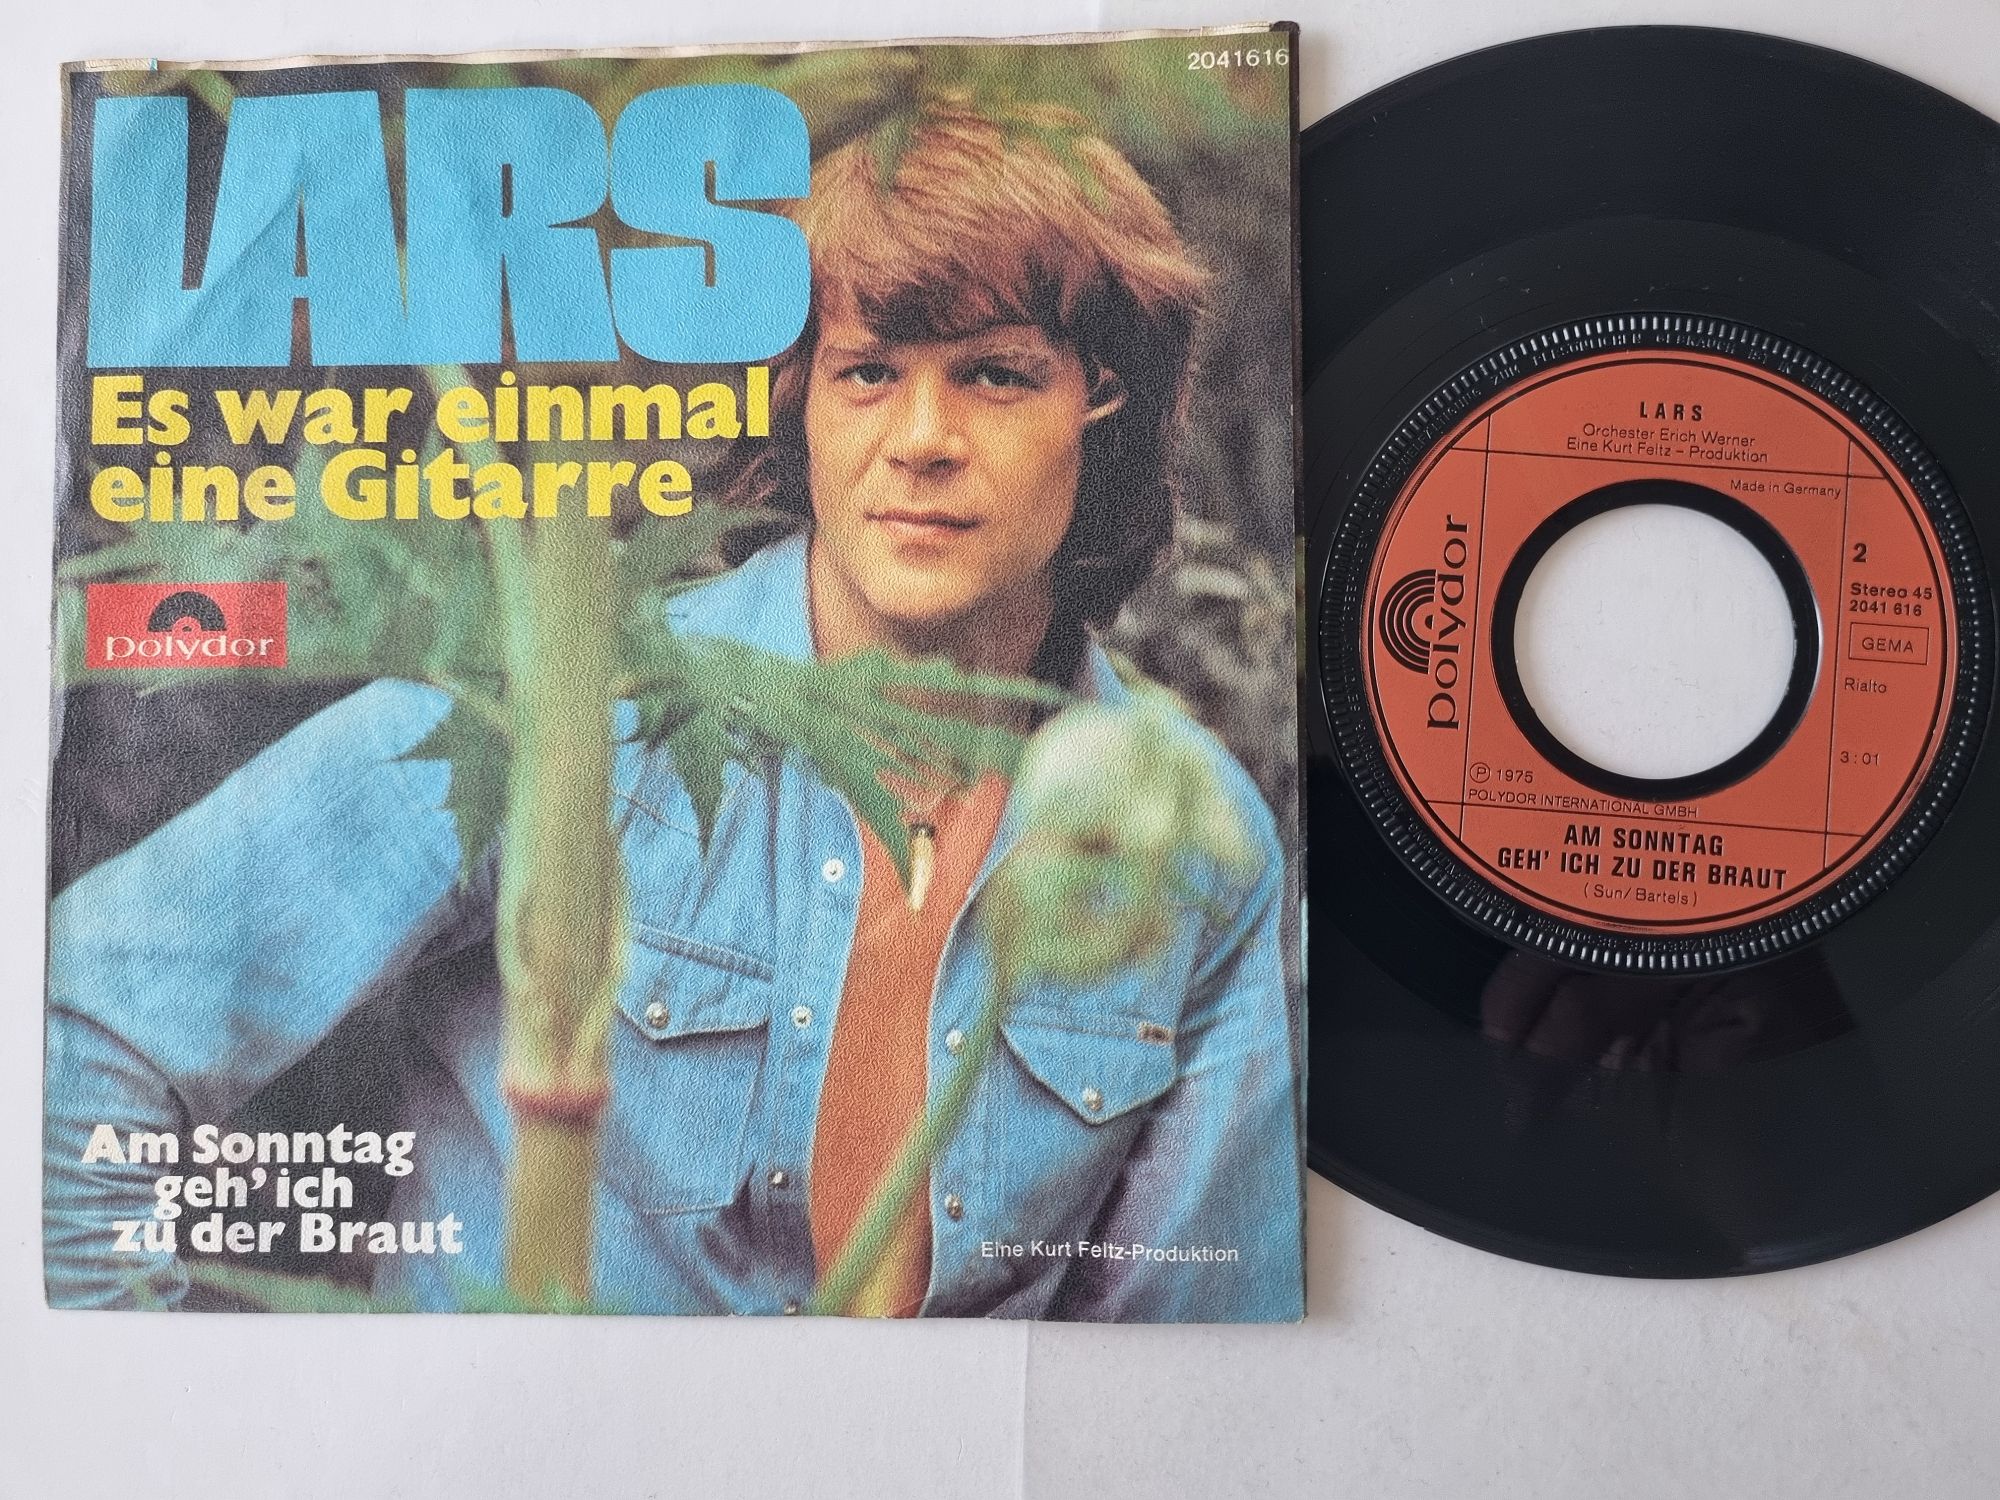 2041616
LARS
Es war einmal
eine Gitarre
polydor
Am Sonntag
geh' ich
zu der Braut
Eine Kurt Feltz-Produktion
LARS
Orchester Erich Werner
Eine Kurt Feltz - Produktion
Made in Germany
polydor
2
Stereo 45
2041 616
GEMA
Rialto
3:01
Ⓟ 1975
POLYDOR INTERNATIONAL GMBH
AM SONNTAG
GEH' ICH ZU DER BRAUT
(Sun/Bartels)